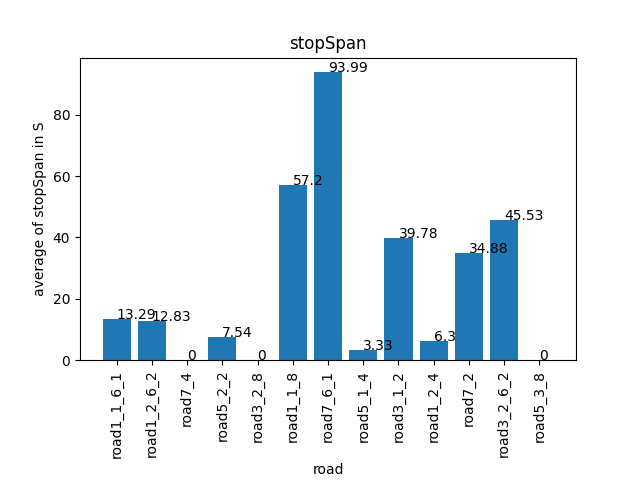 stopSpan
average of stopSpan in S
80
60
40
20
0
13.29
12.83
0
7.54
0
57.2
93.99
3.33
39.78
6.3
34.88
45.53
0
road1_1_6_1
road1_2_6_2
road7_4
road5_2_2
road3_2_8
road1_1_8
road7_6_1
road5_1_4
road3_1_2
road1_2_4
road7_2
road3_2_6_2
road5_3_8
road